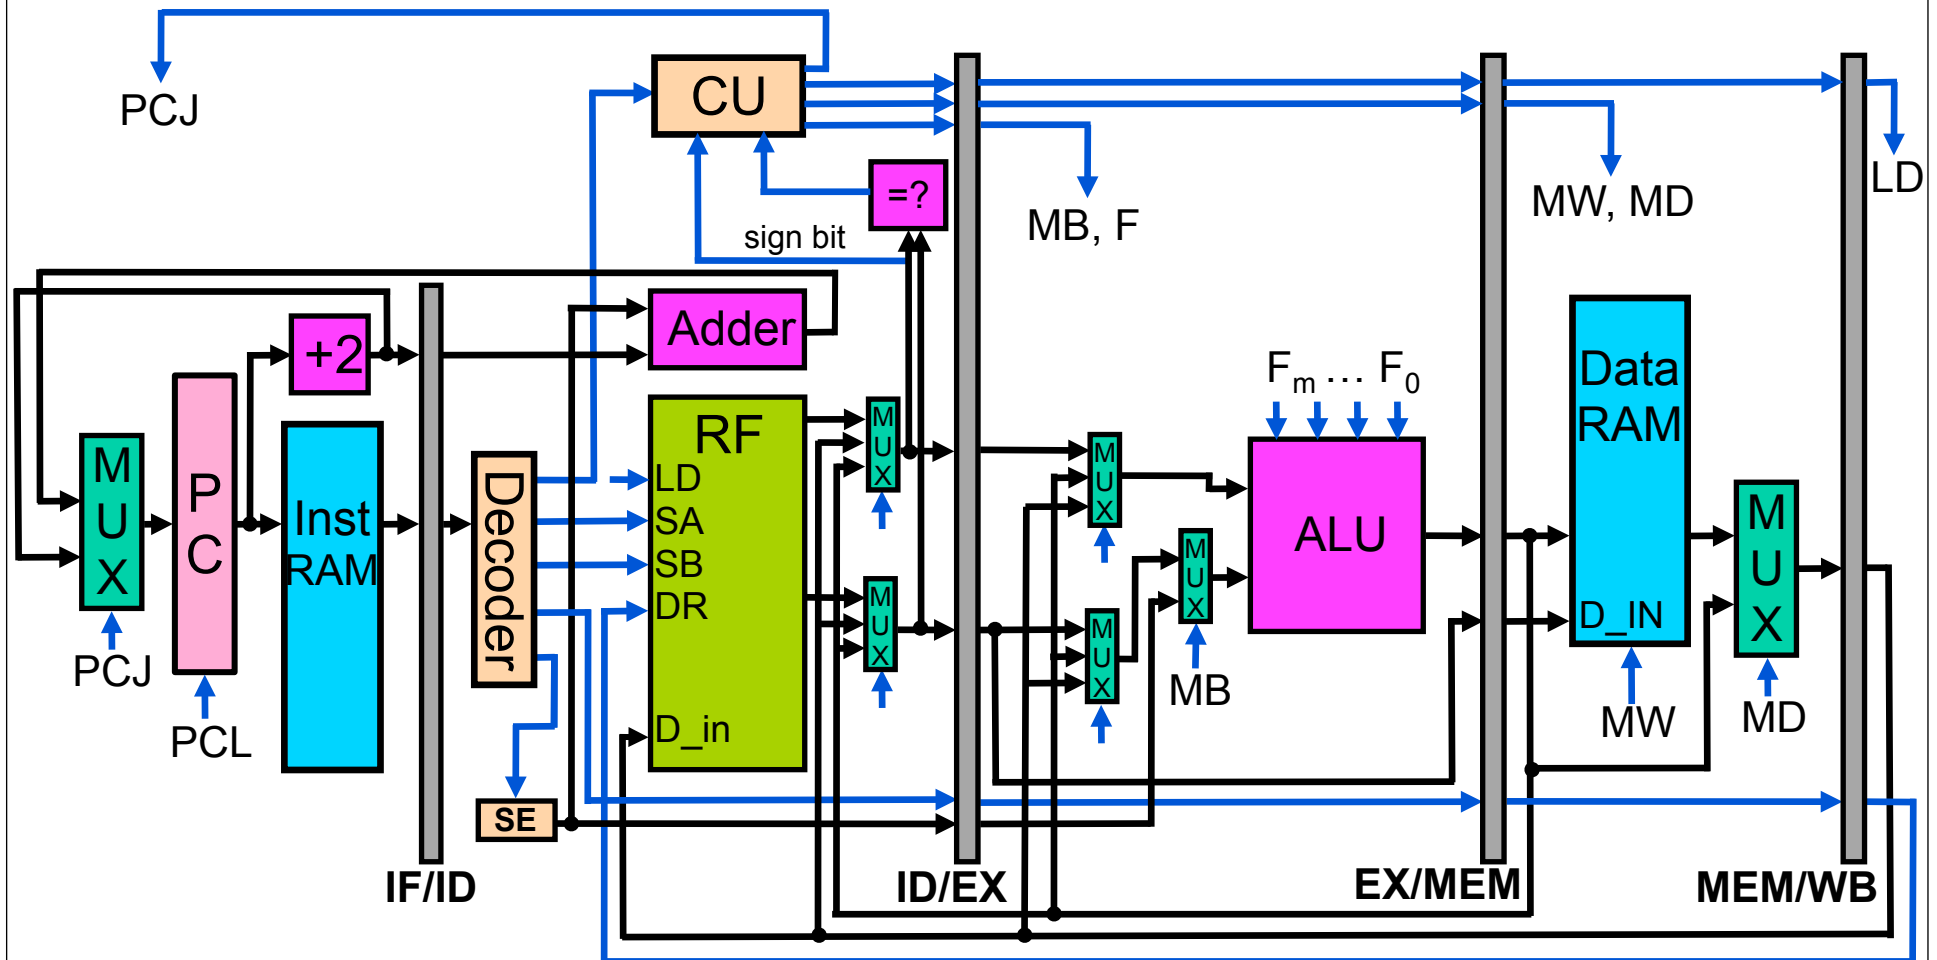 PCJ
CU
=?
sign bit
MB, F
MW, MD
LD
+2
Adder
M
U
X
PCJ
P
C
PCL
Inst
RAM
Decoder
SE
RF
LD
SA
SB
DR
D_in
M
U
X
M
U
X
M
U
X
M
U
X
M
U
X
MB
Fm ... F0
ALU
Data
RAM
D_IN
MW
M
U
X
MD
IF/ID
ID/EX
EX/MEM
MEM/WB